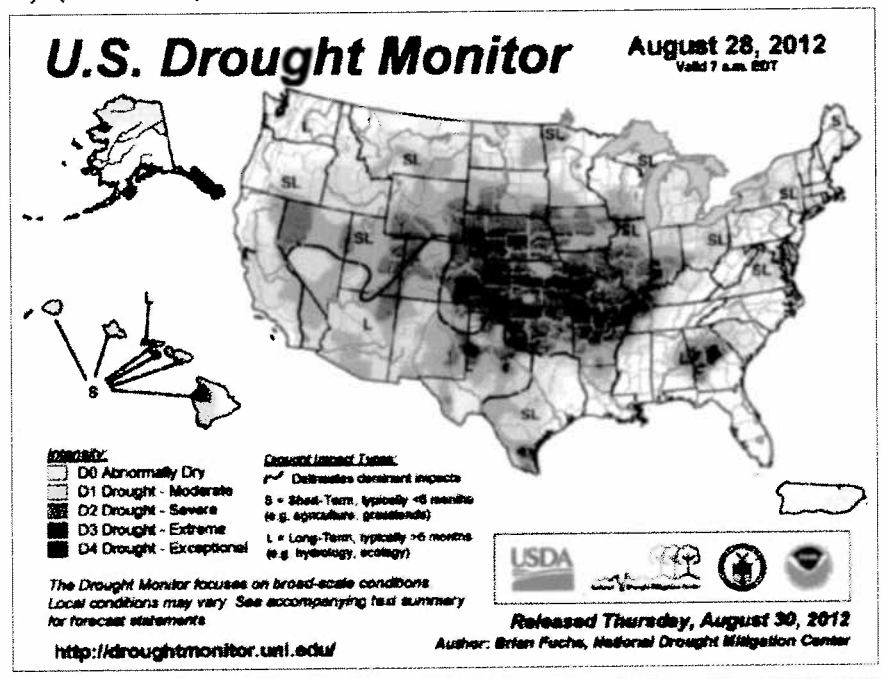 U.S. Drought Monitor
August 28, 2012
Valid 7 a.m. EDT
L
SL
SL
SL
SL
S
SL
SL
SL
SL
SL
L
L
SL
L
S
Intensity:
D0 Abnormally Dry
D1 Drought - Moderate
D2 Drought - Severe
D3 Drought - Extreme
D4 Drought - Exceptional
Drought Impact Types:
Delineates dominant impacts
S = Short-Term, typically <6 months
(e.g. agriculture, grasslands)
L = Long-Term, typically >6 months
(e.g. hydrology, ecology)
The Drought Monitor focuses on broad-scale conditions.
Local conditions may vary. See accompanying text summary
for forecast statements.
http://droughtmonitor.unl.edu/
USDA
Released Thursday, August 30, 2012
Author: Brian Fuchs, National Drought Mitigation Center